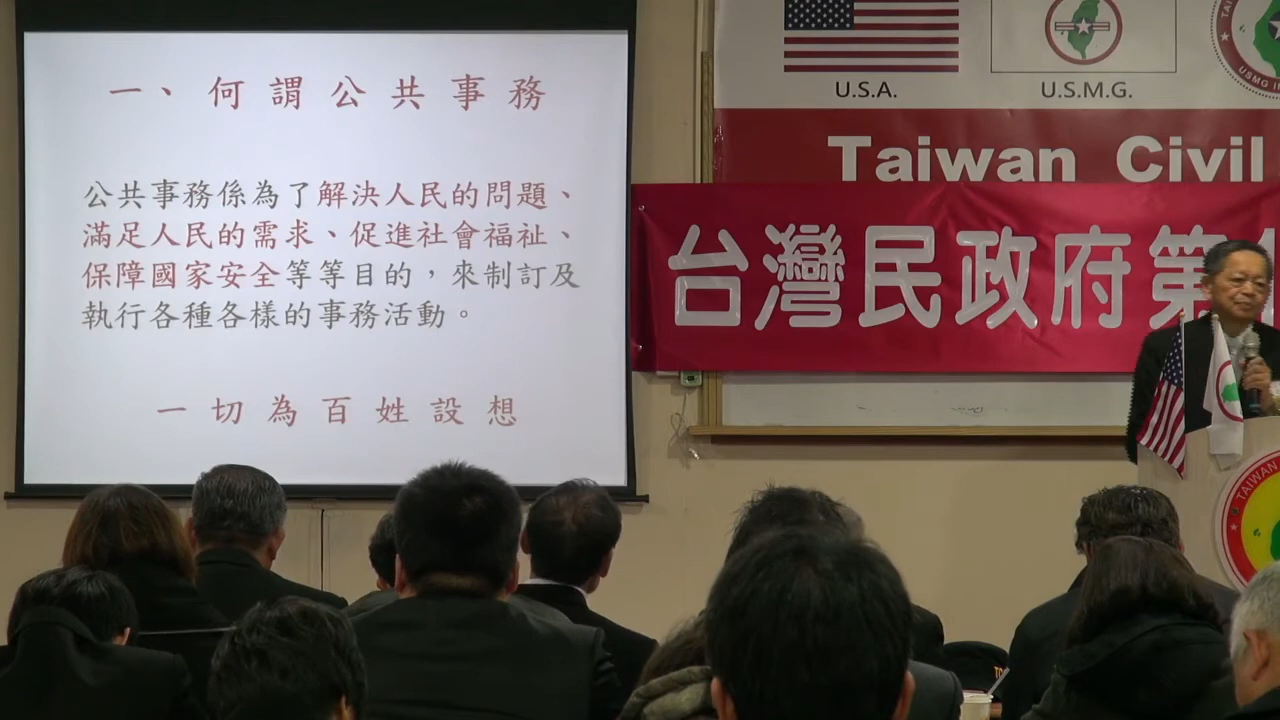 一、何謂公共事務
公共事務係為了解決人民的問題、
滿足人民的需求、促進社會福祉、
保障國家安全等等目的，來制訂及
執行各種各樣的事務活動。
一切為百姓設想
U.S.A.
U.S.M.G.
Taiwan Civil
台灣民政府第
TAIWAN